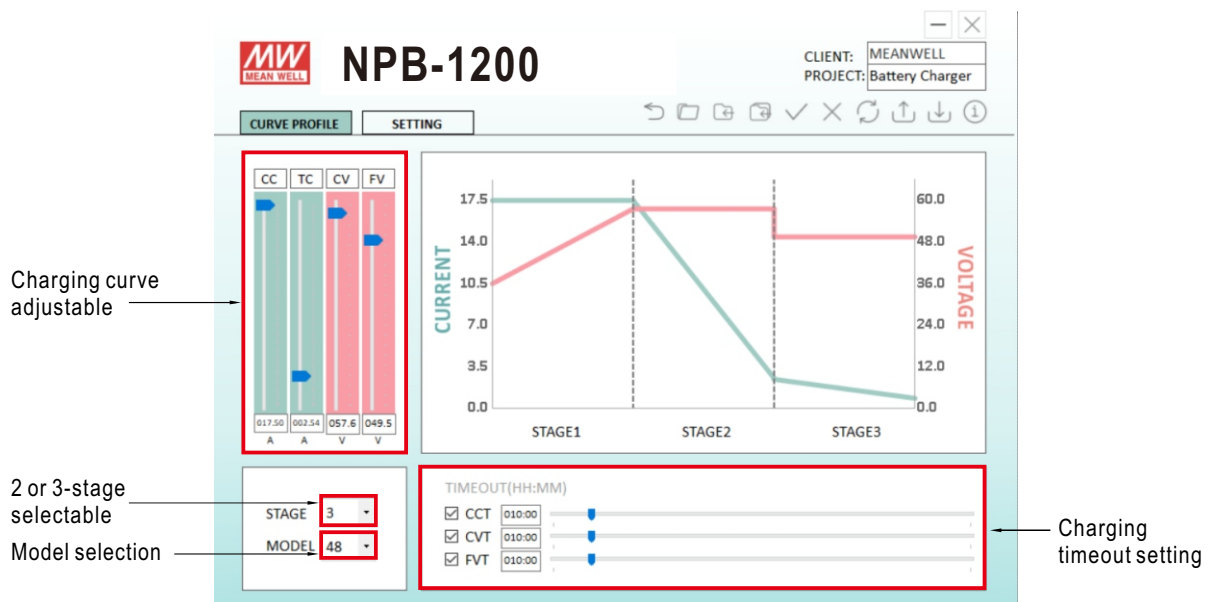 MW
MEAN WELL
NPB-1200
CLIENT: MEANWELL
PROJECT: Battery Charger
CURVE PROFILE
SETTING
CC TC CV FV
017.50 002.54 057.6 049.5
A A V V
Charging curve
adjustable
CURRENT
17.5
14.0
10.5
7.0
3.5
0.0
60.0
48.0
36.0
24.0
12.0
0.0
VOLTAGE
STAGE1 STAGE2 STAGE3
2 or 3-stage
selectable
Model selection
STAGE 3
MODEL 48
TIMEOUT(HH:MM)
CCT 010:00
CVT 010:00
FVT 010:00
Charging
timeout setting